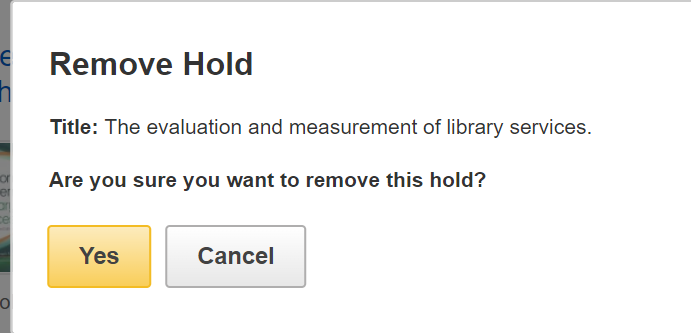 Remove Hold
Title: The evaluation and measurement of library services.
Are you sure you want to remove this hold?
Yes
Cancel